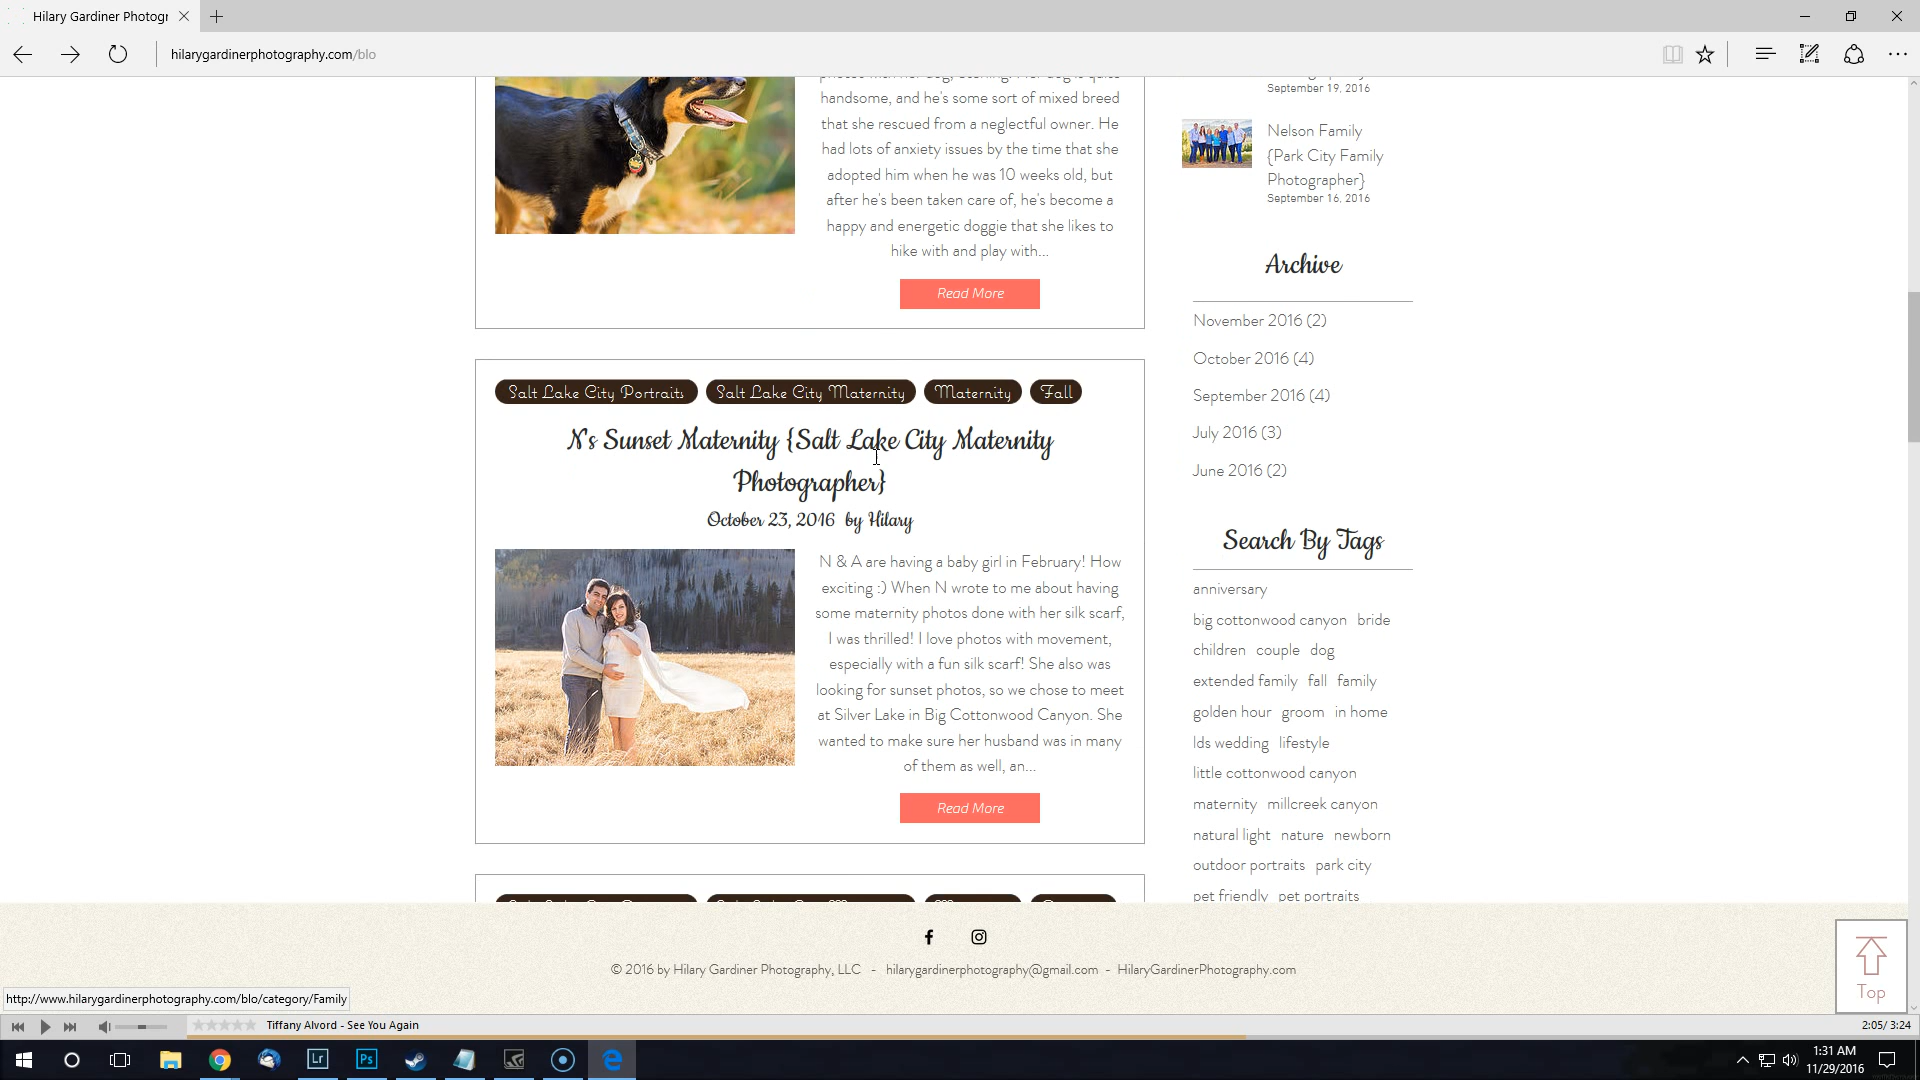 Hilary Gardiner Photogr
hilarygardinerphotography.com/blo
handsome, and he's some sort of mixed breed
that she rescued from a neglectful owner. He
had lots of anxiety issues by the time that she
adopted him when he was 10 weeks old, but
after he's been taken care of, he's become a
happy and energetic doggie that she likes to
hike with and play with...
Read More
Salt Lake City Portraits Salt Lake City Maternity Maternity Fall
N's Sunset Maternity {Salt Lake City Maternity
Photographer}
October 23, 2016 by Hilary
N & A are having a baby girl in February! How
exciting :) When N wrote to me about having
some maternity photos done with her silk scarf,
I was thrilled! I love photos with movement,
especially with a fun silk scarf! She also was
looking for sunset photos, so we chose to meet
at Silver Lake in Big Cottonwood Canyon. She
wanted to make sure her husband was in many
of them as well, an...
Read More
September 19, 2016
Nelson Family
{Park City Family
Photographer}
September 16, 2016
Archive
November 2016 (2)
October 2016 (4)
September 2016 (4)
July 2016 (3)
June 2016 (2)
Search By Tags
anniversary
big cottonwood canyon bride
children couple dog
extended family fall family
golden hour groom in home
lds wedding lifestyle
little cottonwood canyon
maternity millcreek canyon
natural light nature newborn
outdoor portraits park city
pet friendly pet portraits
© 2016 by Hilary Gardiner Photography, LLC - hilarygardinerphotography@gmail.com - HilaryGardinerPhotography.com
Top
http://www.hilarygardinerphotography.com/blo/category/Family
Tiffany Alvord - See You Again
2:05/ 3:24
Lr Ps
1:31 AM
11/29/2016